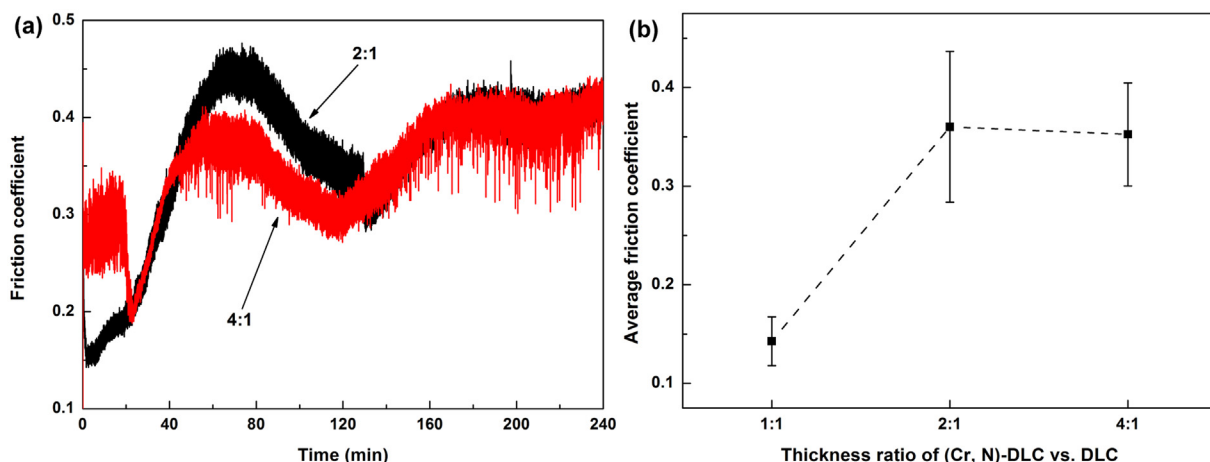 (a)
0.5
0.4
0.3
0.2
0.1
Friction coefficient
2:1
4:1
0 40 80 120 160 200 240
Time (min)
(b)
0.4
0.3
0.2
0.1
Average friction coefficient
1:1 2:1 4:1
Thickness ratio of (Cr, N)-DLC vs. DLC